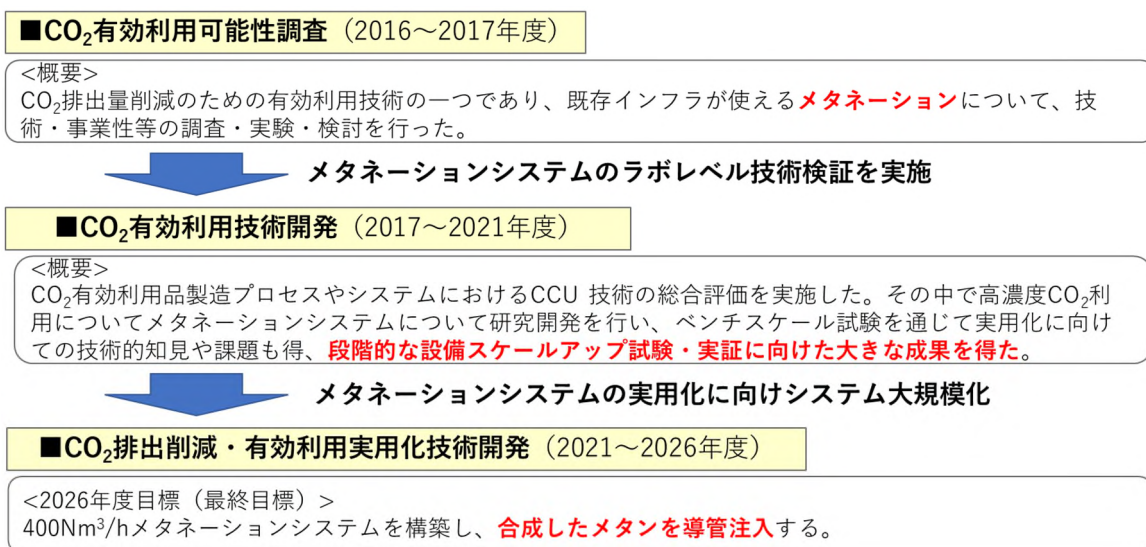 ■CO₂有効利用可能性調査（2016～2017年度）
<概要>
CO₂排出量削減のための有効利用技術の一つであり、既存インフラが使えるメタネーションについて、技
術・事業性等の調査・実験・検討を行った。
メタネーションシステムのラボレベル技術検証を実施
■CO₂有効利用技術開発（2017～2021年度）
<概要>
CO₂有効利用品製造プロセスやシステムにおけるCCU 技術の総合評価を実施した。その中で高濃度CO₂利
用についてメタネーションシステムについて研究開発を行い、ベンチスケール試験を通じて実用化に向け
ての技術的知見や課題も得、段階的な設備スケールアップ試験・実証に向けた大きな成果を得た。
メタネーションシステムの実用化に向けシステム大規模化
■CO₂排出削減・有効利用実用化技術開発（2021～2026年度）
<2026年度目標（最終目標）>
400Nm³/hメタネーションシステムを構築し、合成したメタンを導管注入する。